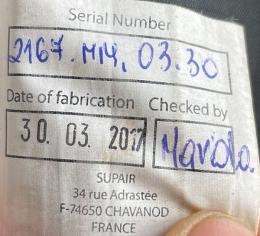 Serial Number
2167. M14. 03.30
Date of fabrication Checked by
30. 03. 2017 Mariola.
SUPAIR
34 rue Adrastée
F-74650 CHAVANOD
FRANCE